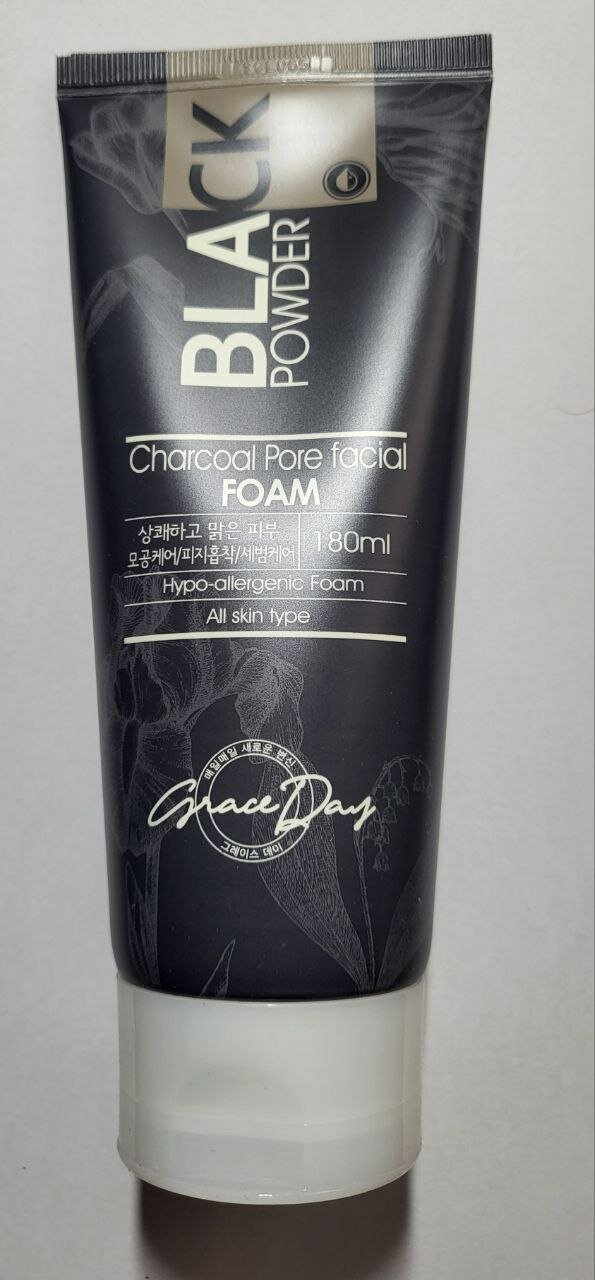 BLACK
POWDER
Charcoal Pore facial
FOAM
상쾌하고 맑은 피부
모공케어/피지흡착/세범케어
180ml
Hypo-allergenic Foam
All skin type
매일매일 새로운 변신
Grace Day
그레이스 데이